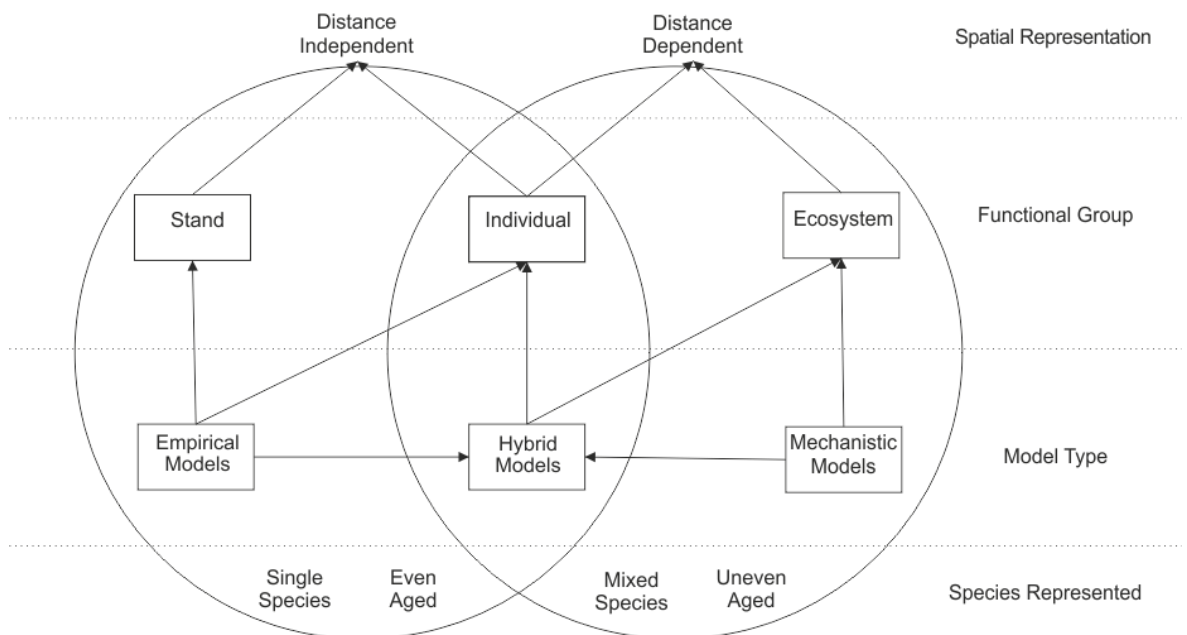 Distance
Independent
Distance
Dependent
Spatial Representation
Stand
Individual
Ecosystem
Functional Group
Empirical
Models
Hybrid
Models
Mechanistic
Models
Model Type
Single
Species
Even
Aged
Mixed
Species
Uneven
Aged
Species Represented